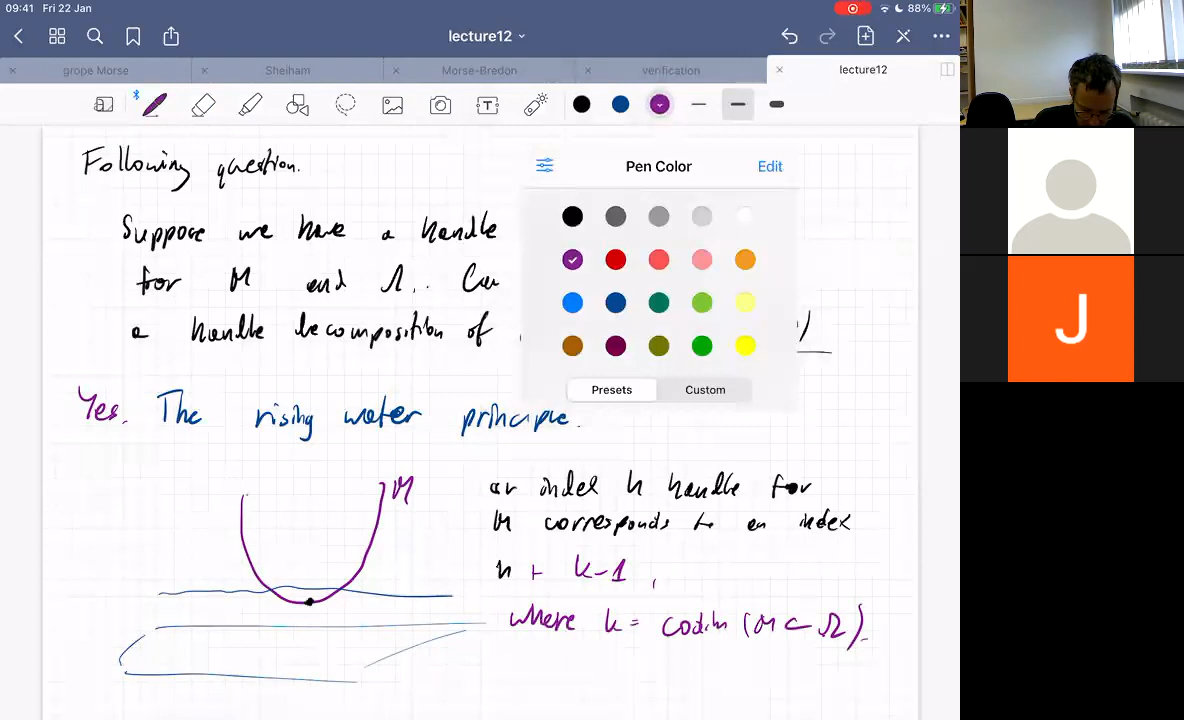 09:41 Fri 22 Jan
88%
lecture12
grope Morse
Sheiham
Morse-Bredon
verification
lecture12
Following question.
Pen Color
Edit
Suppose we have a handle
for M and Ω.
a handle decomposition of
Presets
Custom
Yes. The rising water principle.
M
an index h handle for
M corresponds to an index
h + k-1,
where k = codim (M ⊂ Ω).
J